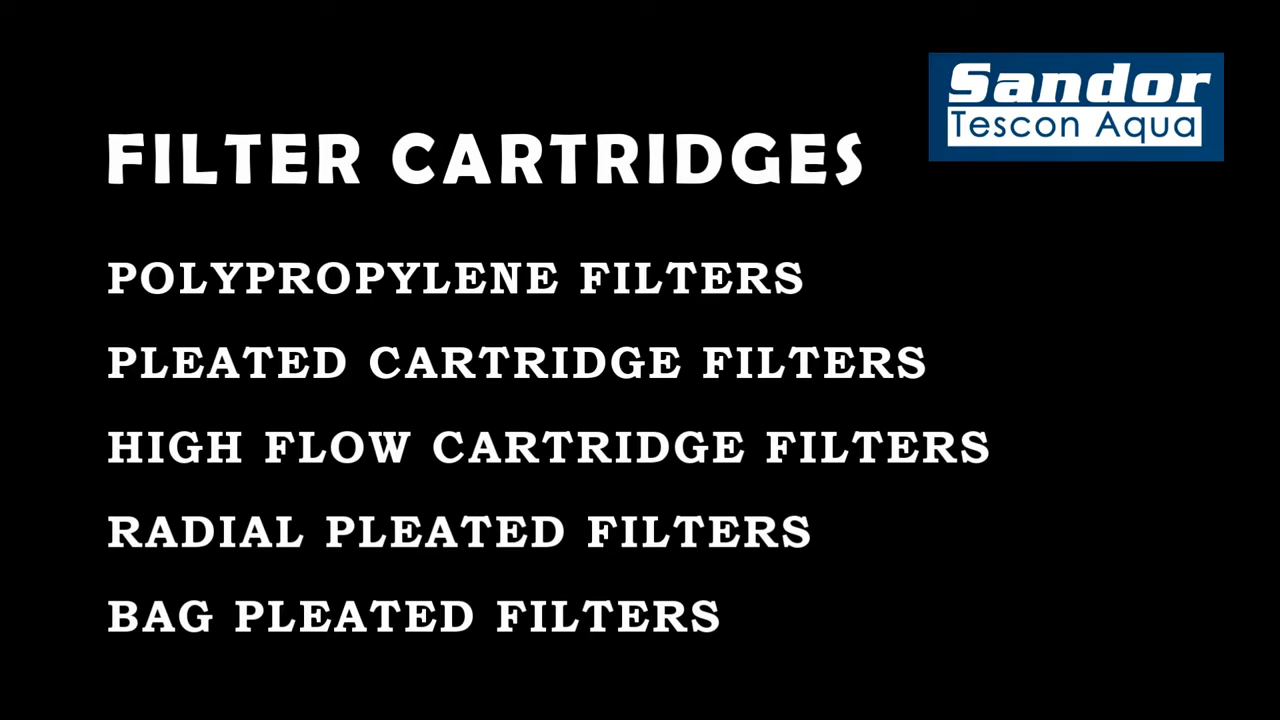 Sandor
Tescon Aqua
FILTER CARTRIDGES
POLYPROPYLENE FILTERS
PLEATED CARTRIDGE FILTERS
HIGH FLOW CARTRIDGE FILTERS
RADIAL PLEATED FILTERS
BAG PLEATED FILTERS